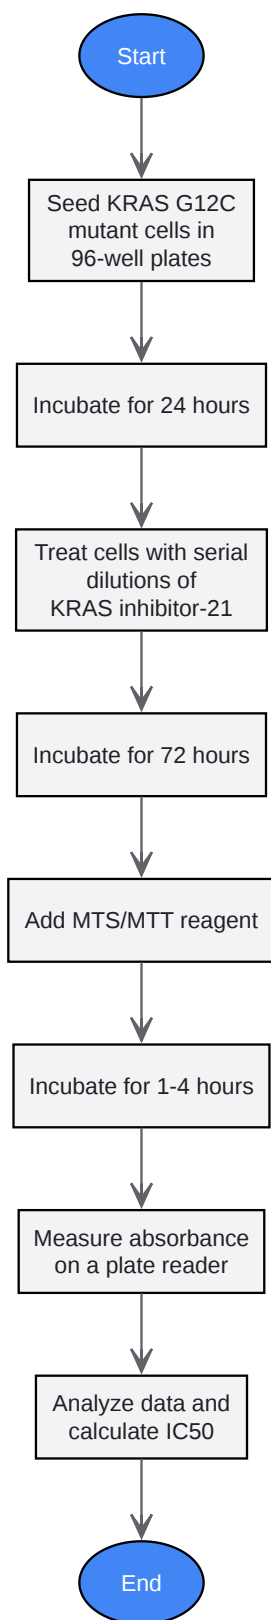 Start
Seed KRAS G12C
mutant cells in
96-well plates
Incubate for 24 hours
Treat cells with serial
dilutions of
KRAS inhibitor-21
Incubate for 72 hours
Add MTS/MTT reagent
Incubate for 1-4 hours
Measure absorbance
on a plate reader
Analyze data and
calculate IC50
End